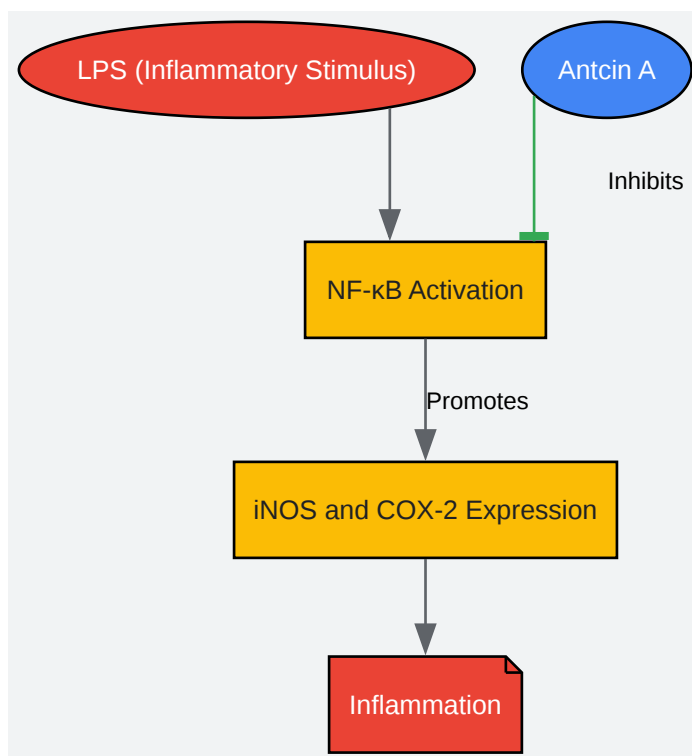 LPS (Inflammatory Stimulus)
Antcin A
Inhibits
NF-κB Activation
Promotes
iNOS and COX-2 Expression
Inflammation